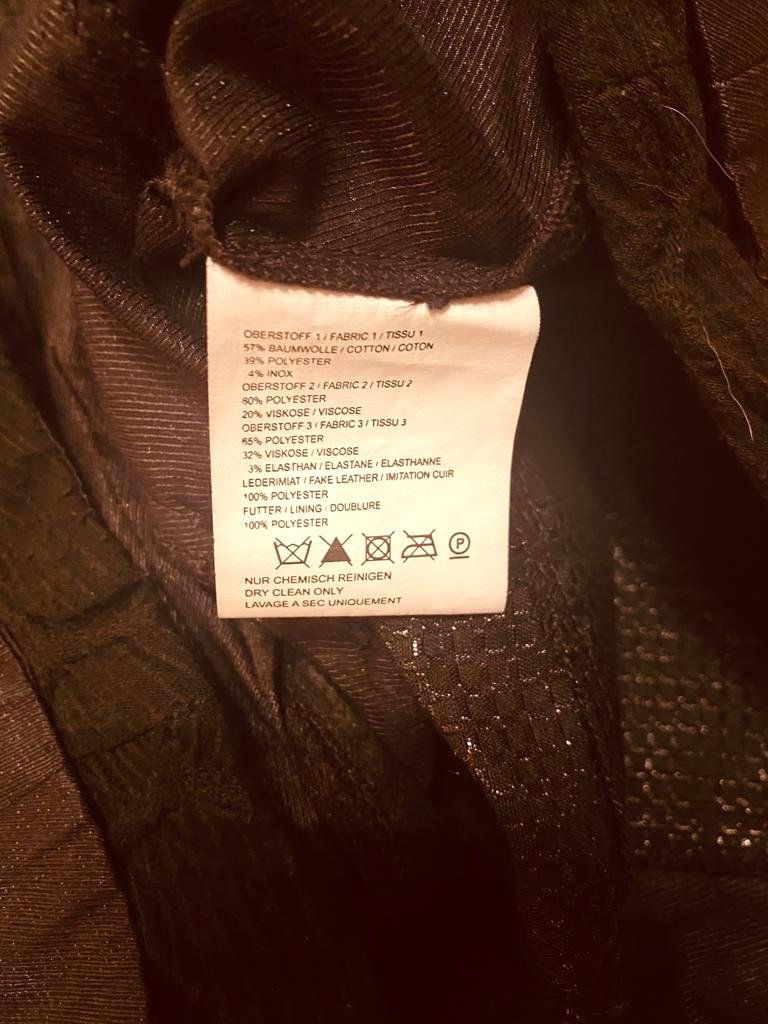 OBERSTOFF 1 / FABRIC 1 / TISSU 1
57% BAUMWOLLE / COTTON / COTON
39% POLYESTER
4% INOX
OBERSTOFF 2 / FABRIC 2 / TISSU 2
80% POLYESTER
20% VISKOSE / VISCOSE
OBERSTOFF 3 / FABRIC 3 / TISSU 3
65% POLYESTER
32% VISKOSE / VISCOSE
3% ELASTHAN / ELASTANE / ELASTHANNE
LEDERIMIAT / FAKE LEATHER / IMITATION CUIR
100% POLYESTER
FUTTER / LINING / DOUBLURE
100% POLYESTER
P
NUR CHEMISCH REINIGEN
DRY CLEAN ONLY
LAVAGE A SEC UNIQUEMENT